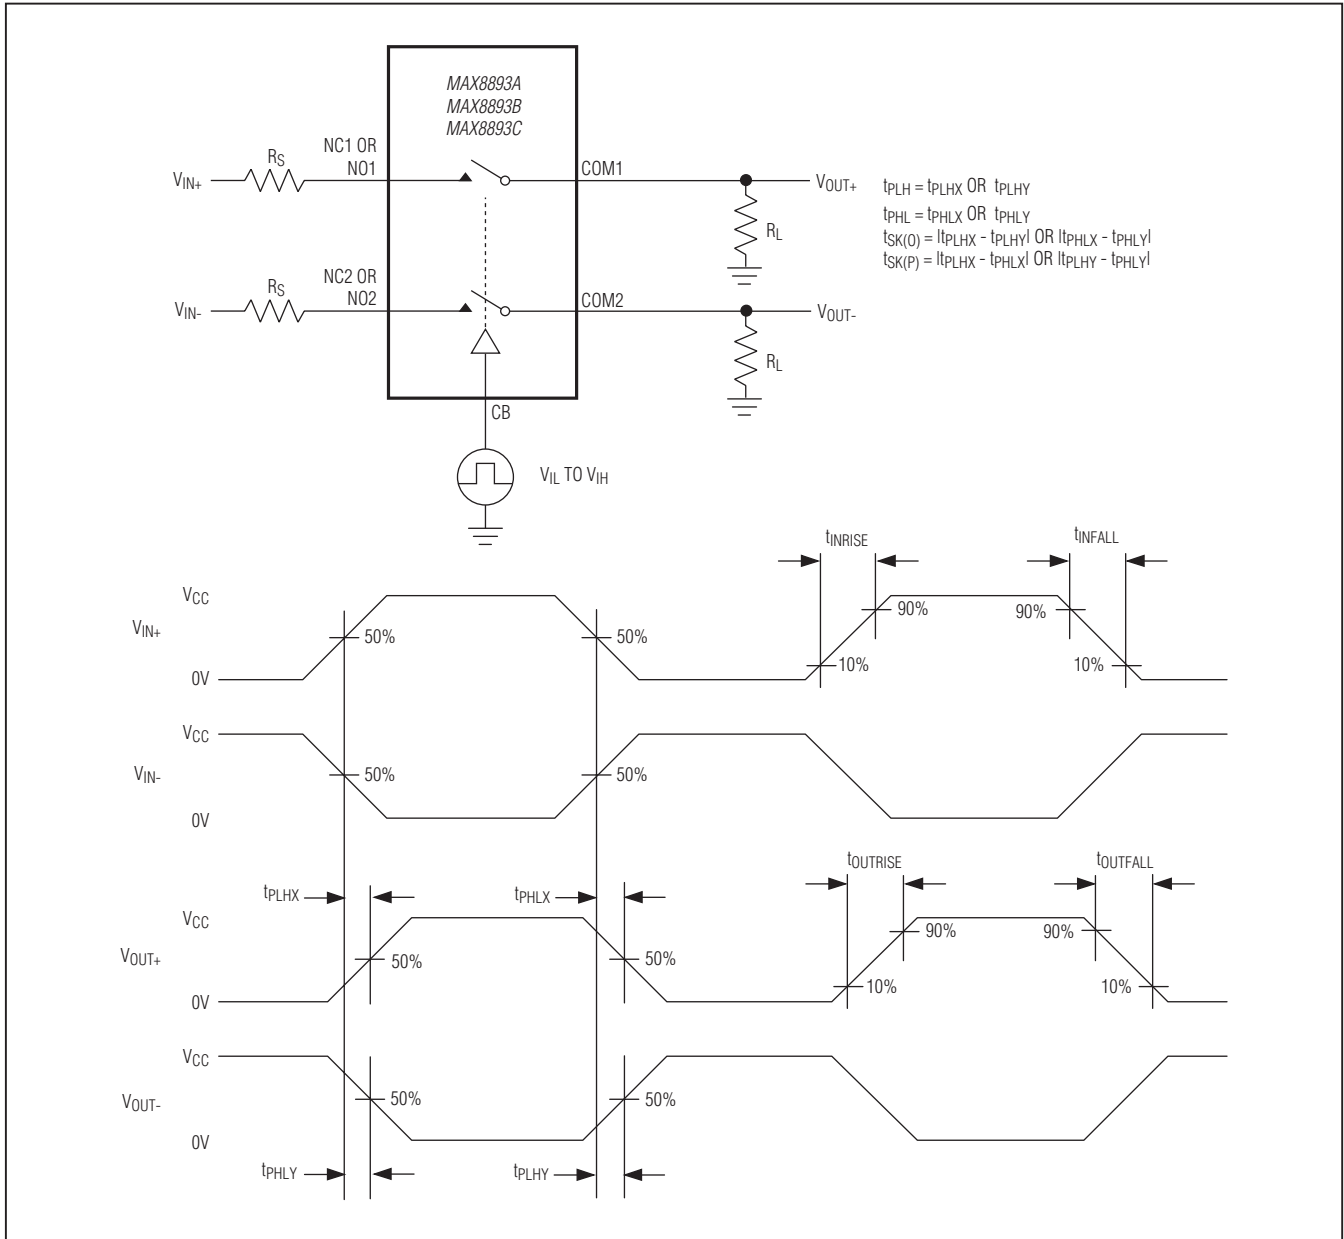 MAX8893A
MAX8893B
MAX8893C
NC1 OR
NO1
RS
VIN+
COM1
VOUT+
RL
tPLH = tPLHX OR tPLHY
tPHL = tPHLX OR tPHLY
tSK(O) = |tPLHX - tPLHY| OR |tPHLX - tPHLY|
tSK(P) = |tPLHX - tPHLX| OR |tPLHY - tPHLY|
NC2 OR
NO2
RS
VIN-
COM2
VOUT-
RL
CB
VIL TO VIH
tINRISE
tINFALL
VCC
VIN+
0V
50%
50%
90%
10%
90%
10%
VCC
VIN-
0V
50%
50%
tPLHX
tPHLX
tOUTRISE
tOUTFALL
VCC
VOUT+
0V
50%
50%
90%
10%
90%
10%
VCC
VOUT-
0V
50%
50%
tPHLY
tPLHY